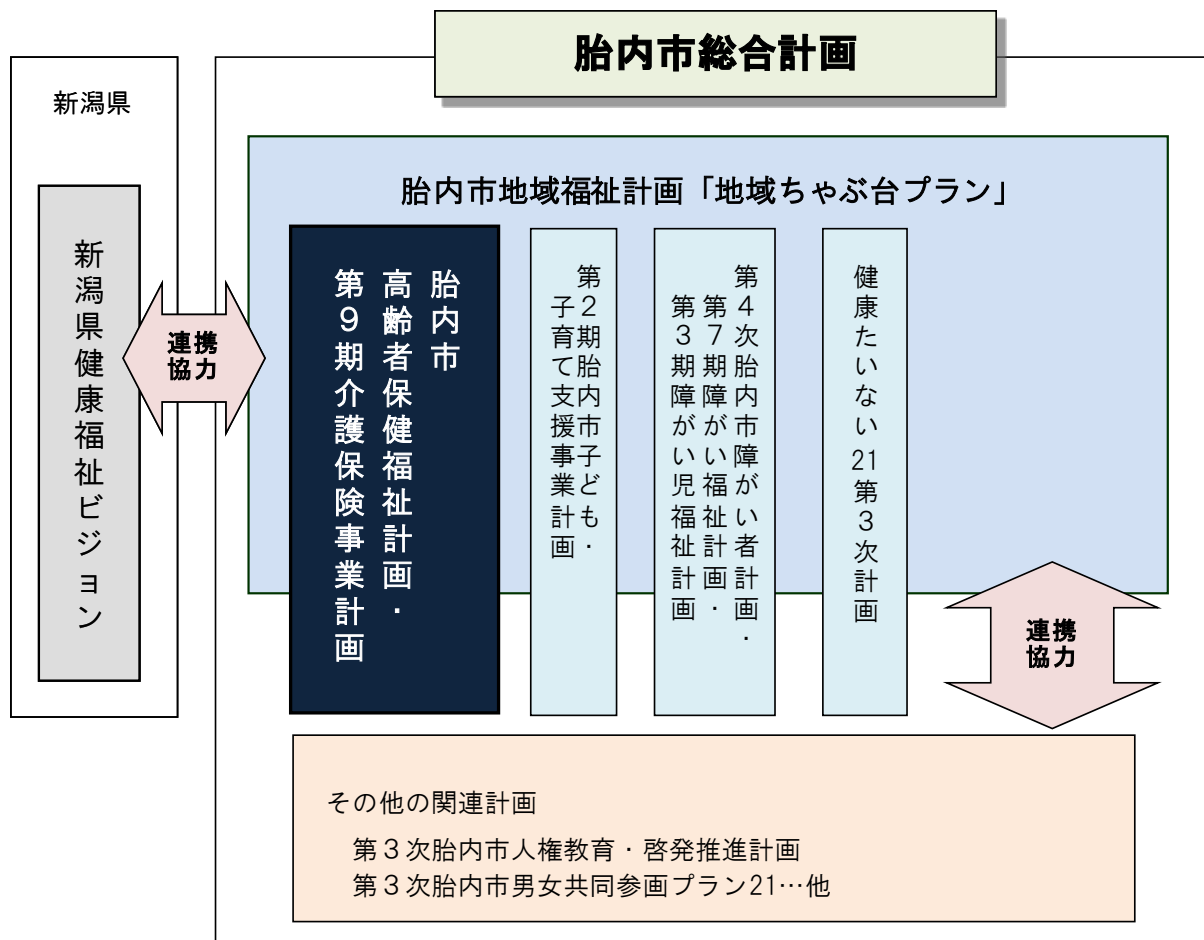 胎内市総合計画
新潟県
新潟県健康福祉ビジョン
連携
協力
胎内市地域福祉計画「地域ちゃぶ台プラン」
胎内市
高齢者保健福祉計画・
第９期介護保険事業計画
第２期胎内市子ども・
子育て支援事業計画
第４次胎内市障がい者計画・
第７期障がい福祉計画・
第３期障がい児福祉計画
健康たいない21第３次計画
連携
協力
その他の関連計画
第３次胎内市人権教育・啓発推進計画
第３次胎内市男女共同参画プラン21…他